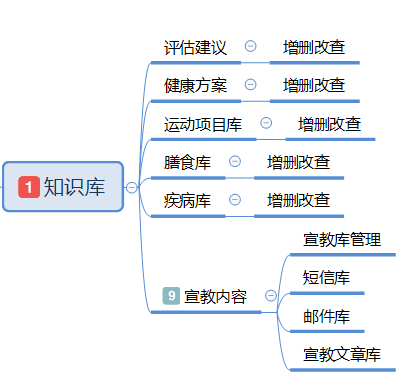 评估建议 增删改查
健康方案 增删改查
运动项目库 增删改查
膳食库 增删改查
1 知识库
疾病库 增删改查
宣教库管理
短信库
9 宣教内容
邮件库
宣教文章库